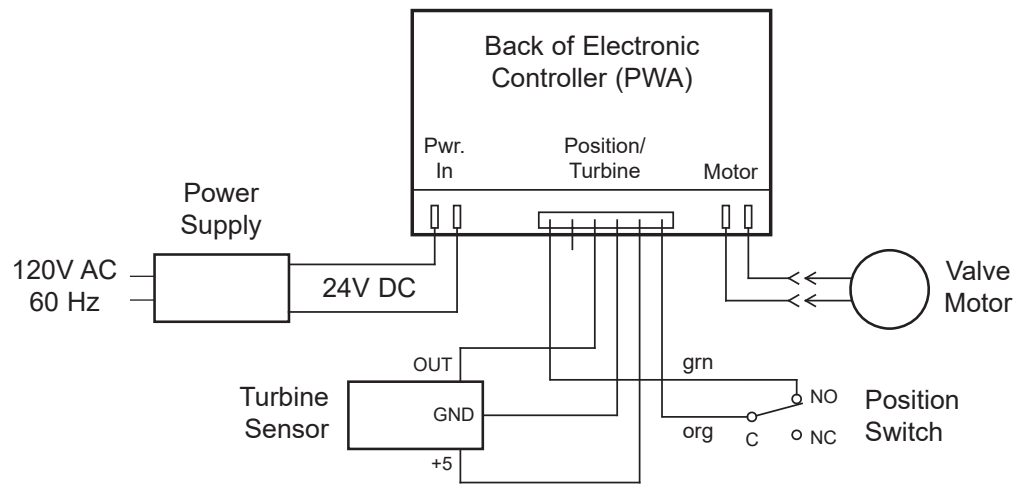 Back of Electronic
Controller (PWA)
Pwr.
In
Position/
Turbine
Motor
Power
Supply
120V AC
60 Hz
24V DC
Valve
Motor
OUT
GND
+5
Turbine
Sensor
grn
org
NO
C
NC
Position
Switch